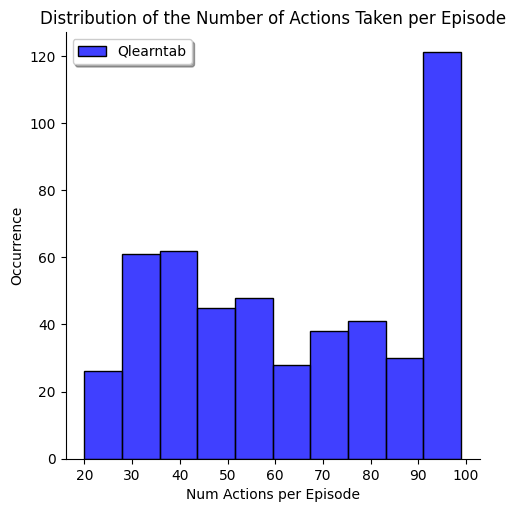 Distribution of the Number of Actions Taken per Episode
Qlearntab
120
100
80
60
40
20
0
Occurrence
20 30 40 50 60 70 80 90 100
Num Actions per Episode